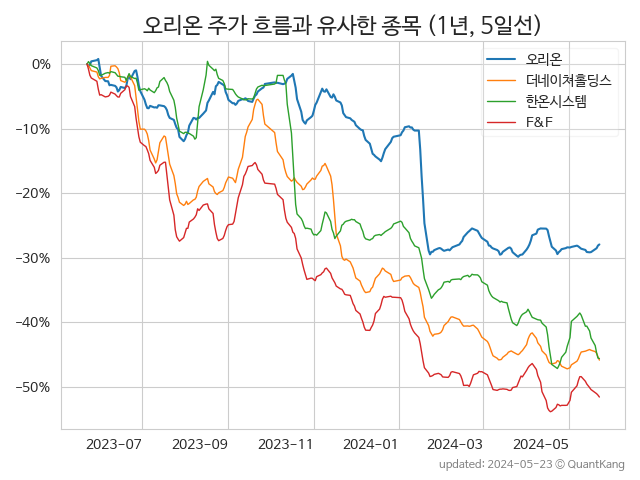 오리온 주가 흐름과 유사한 종목 (1년, 5일선)
오리온
더네이쳐홀딩스
한온시스템
F&F
0%
−10%
−20%
−30%
−40%
−50%
2023-07
2023-09
2023-11
2024-01
2024-03
2024-05
updated: 2024-05-23 © QuantKang